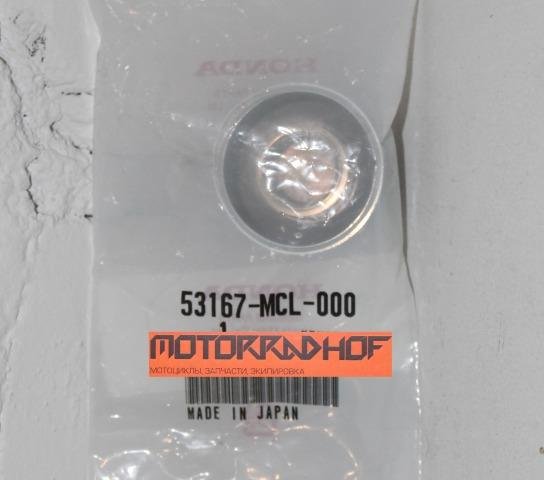 HONDA
53167-MCL-000
1
MOTORRADHOF
МОТОЦИКЛЫ, ЗАПЧАСТИ, ЭКИПИРОВКА
MADE IN JAPAN